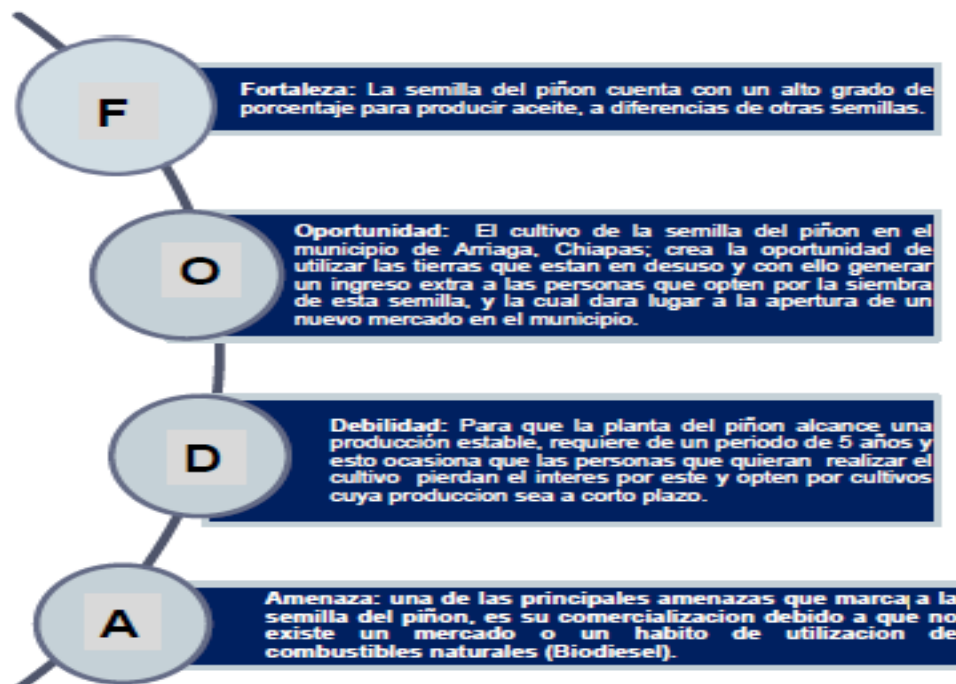 F
Fortaleza: La semilla del piñon cuenta con un alto grado de
porcentaje para producir aceite, a diferencias de otras semillas.
O
Oportunidad: El cultivo de la semilla del piñon en el
municipio de Arriaga, Chiapas; crea la oportunidad de
utilizar las tierras que estan en desuso y con ello generar
un ingreso extra a las personas que opten por la siembra
de esta semilla, y la cual dara lugar a la apertura de un
nuevo mercado en el municipio.
D
Debilidad: Para que la planta del piñon alcance una
producción estable, requiere de un periodo de 5 años y
esto ocasiona que las personas que quieran realizar el
cultivo pierdan el interes por este y opten por cultivos
cuya produccion sea a corto plazo.
A
Amenaza: una de las principales amenazas que marca a la
semilla del piñon, es su comercializacion debido a que no
existe un mercado o un habito de utilizacion de
combustibles naturales (Biodiesel).